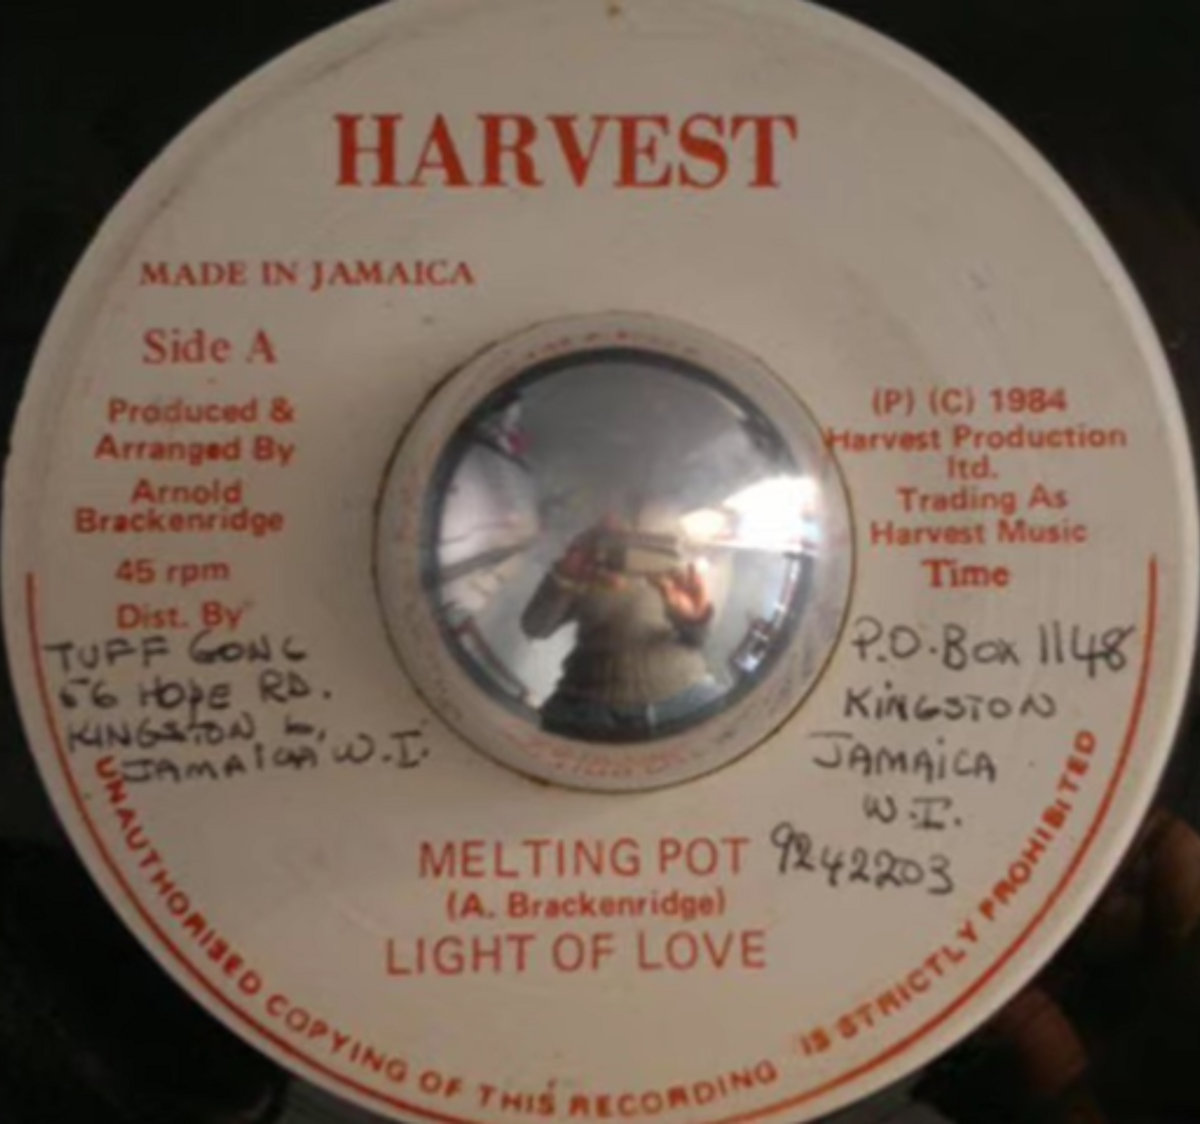 HARVEST
MADE IN JAMAICA
Side A
Produced &
Arranged By
Arnold
Brackenridge
45 rpm
Dist. By
TUFF GONG
56 HOPE RD.
KINGSTON 6,
JAMAICA W.I.
(P) (C) 1984
Harvest Production
ltd.
Trading As
Harvest Music
Time
P.O. Box 1148
KINGSTON
JAMAICA
W.I.
9242203
MELTING POT
(A. Brackenridge)
LIGHT OF LOVE
UNAUTHORISED COPYING OF THIS RECORDING IS STRICTLY PROHIBITED